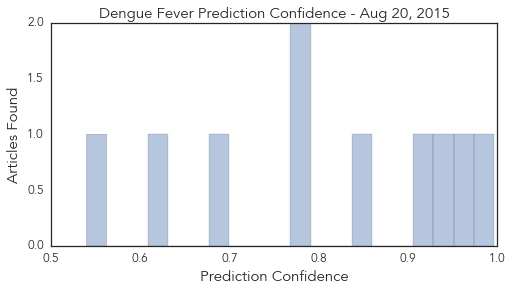 Dengue Fever Prediction Confidence - Aug 20, 2015
2.0
1.5
1.0
0.5
0.0
Articles Found
0.5 0.6 0.7 0.8 0.9 1.0
Prediction Confidence